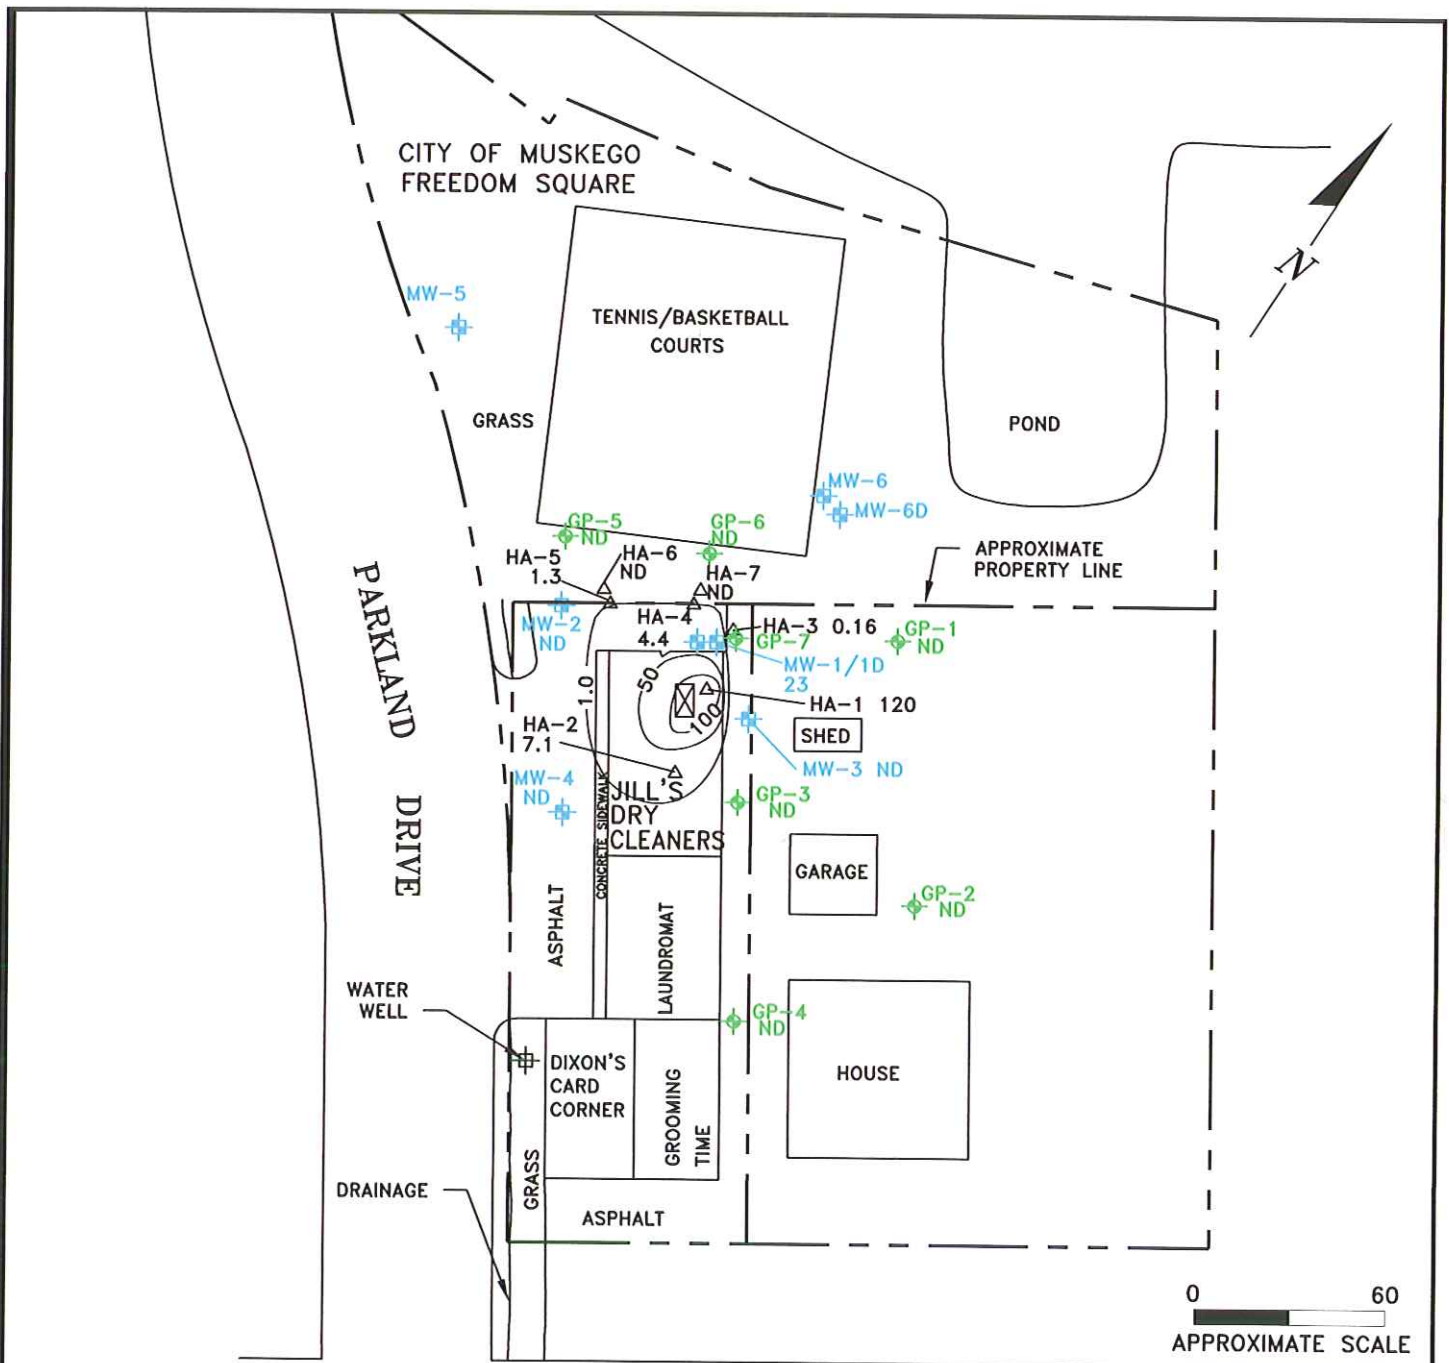 CITY OF MUSKEGO
FREEDOM SQUARE
N
MW-5
TENNIS/BASKETBALL
COURTS
GRASS
POND
MW-6
MW-6D
GP-5
ND
GP-6
ND
HA-5
1.3
HA-6
ND
HA-7
ND
APPROXIMATE
PROPERTY LINE
MW-2
ND
HA-4
4.4
HA-3 0.16
GP-7
GP-1
ND
MW-1/1D
23
PARKLAND DRIVE
1.0
50
100
HA-1 120
HA-2
7.1
SHED
MW-3 ND
MW-4
ND
CONCRETE SIDEWALK
JILL'S
DRY
CLEANERS
GP-3
ND
GARAGE
GP-2
ND
ASPHALT
LAUNDROMAT
WATER
WELL
GP-4
ND
DIXON'S
CARD
CORNER
GROOMING
TIME
HOUSE
GRASS
DRAINAGE
ASPHALT
0 60
APPROXIMATE SCALE